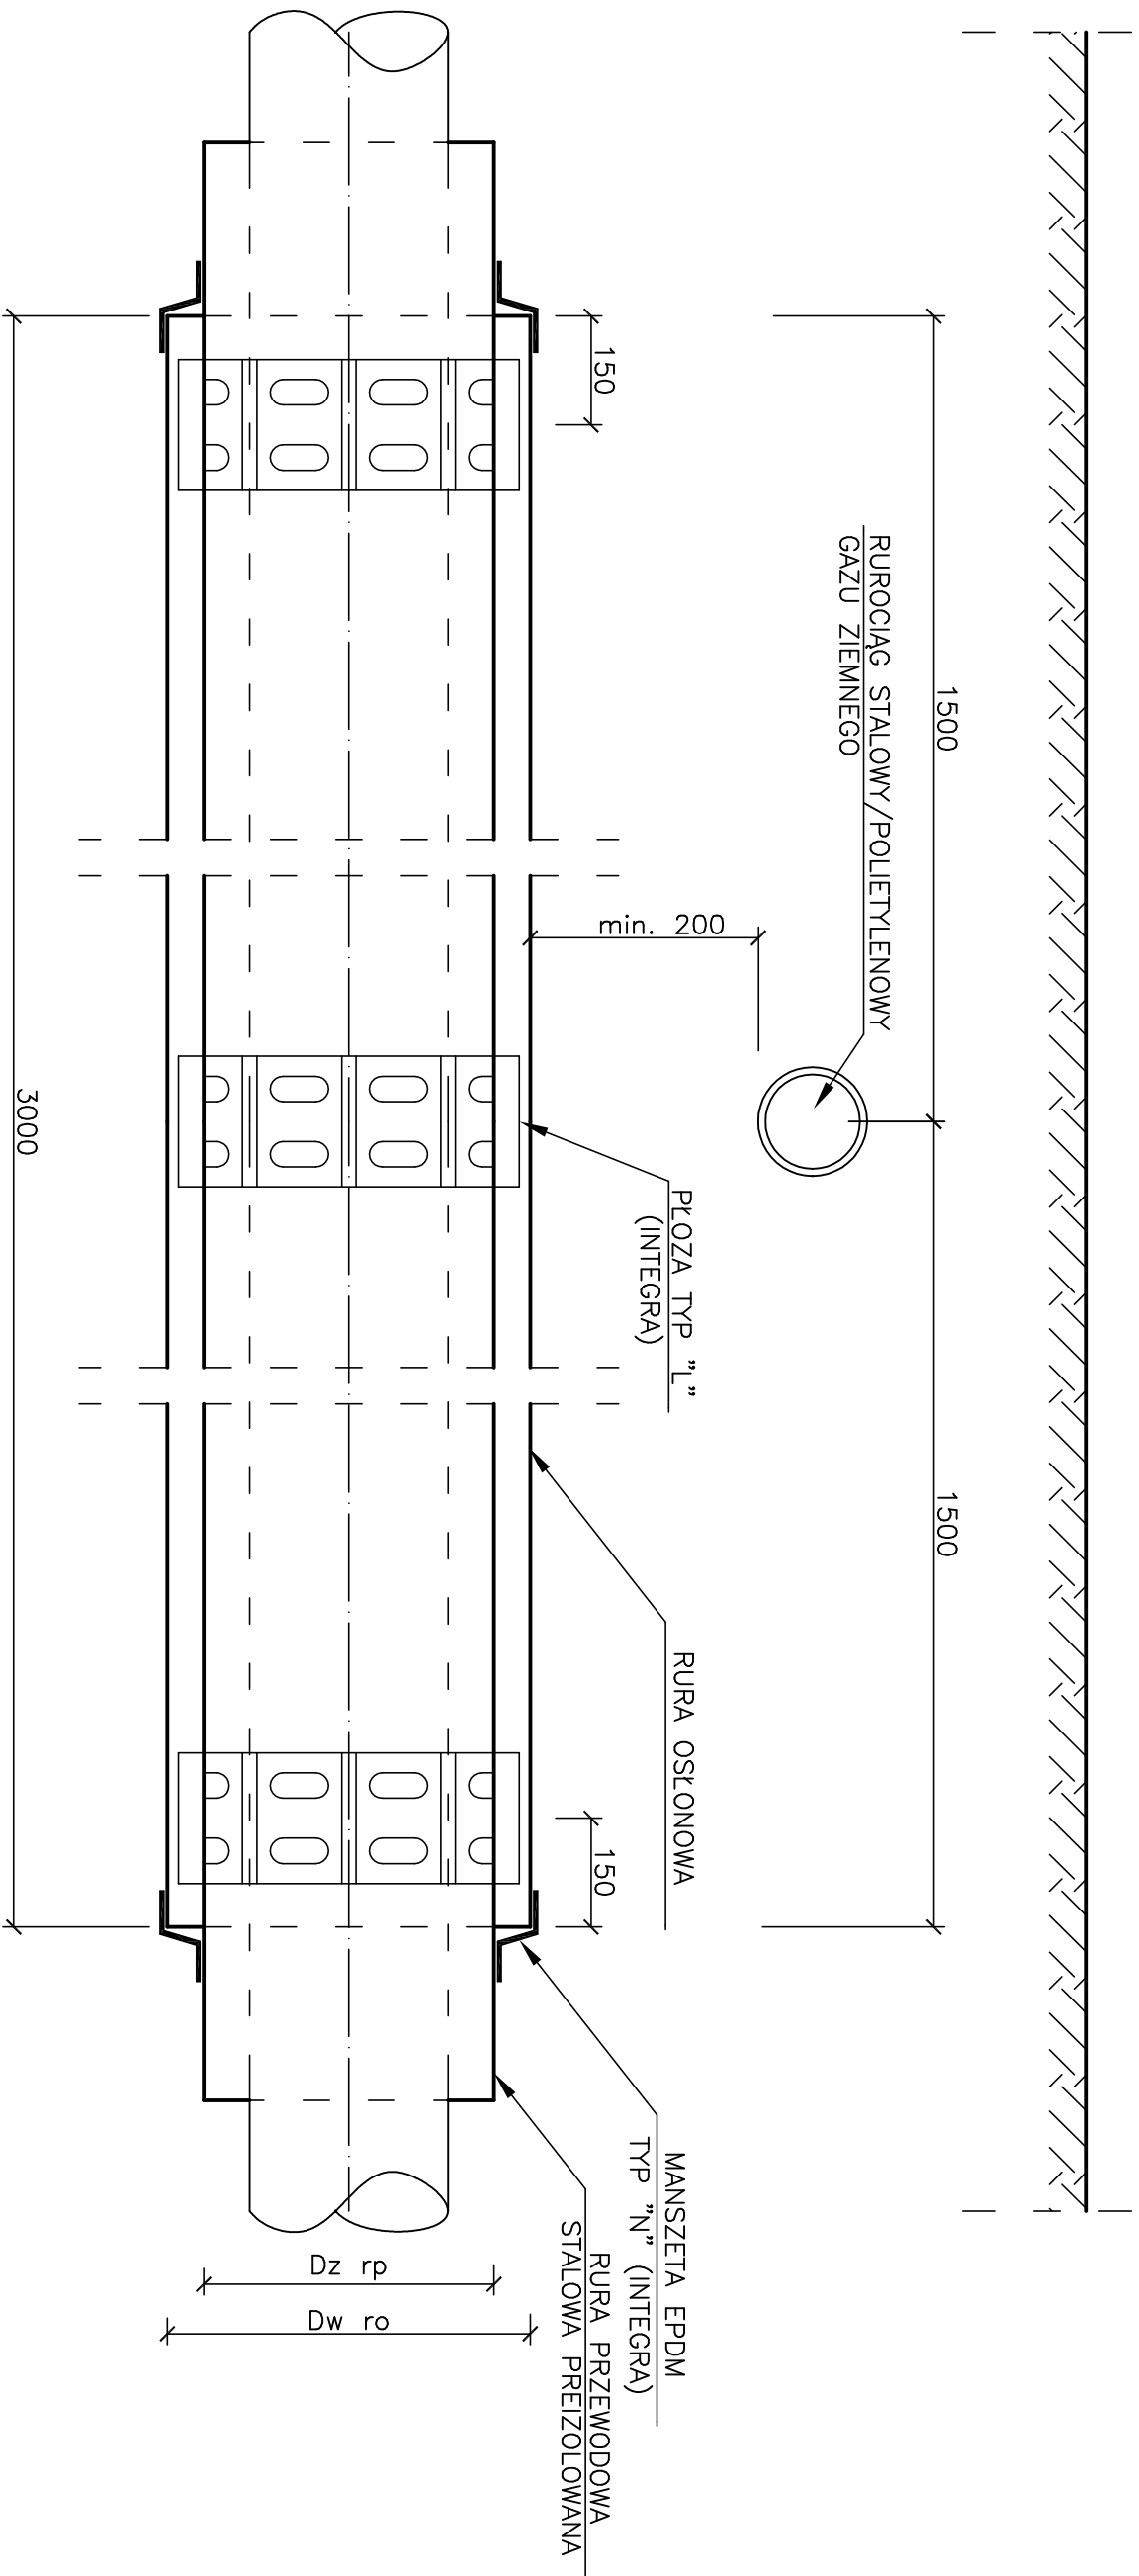 1500
1500
RUROCIĄG STALOWY/POLIETYLENOWY
GAZU ZIEMNEGO
min. 200
150
PŁOZA TYP "L"
(INTEGRA)
RURA OSŁONOWA
150
MANSZETA EPDM
TYP "N" (INTEGRA)
RURA PRZEWODOWA
STALOWA PREIZOLOWANA
Dz rp
Dw ro
3000